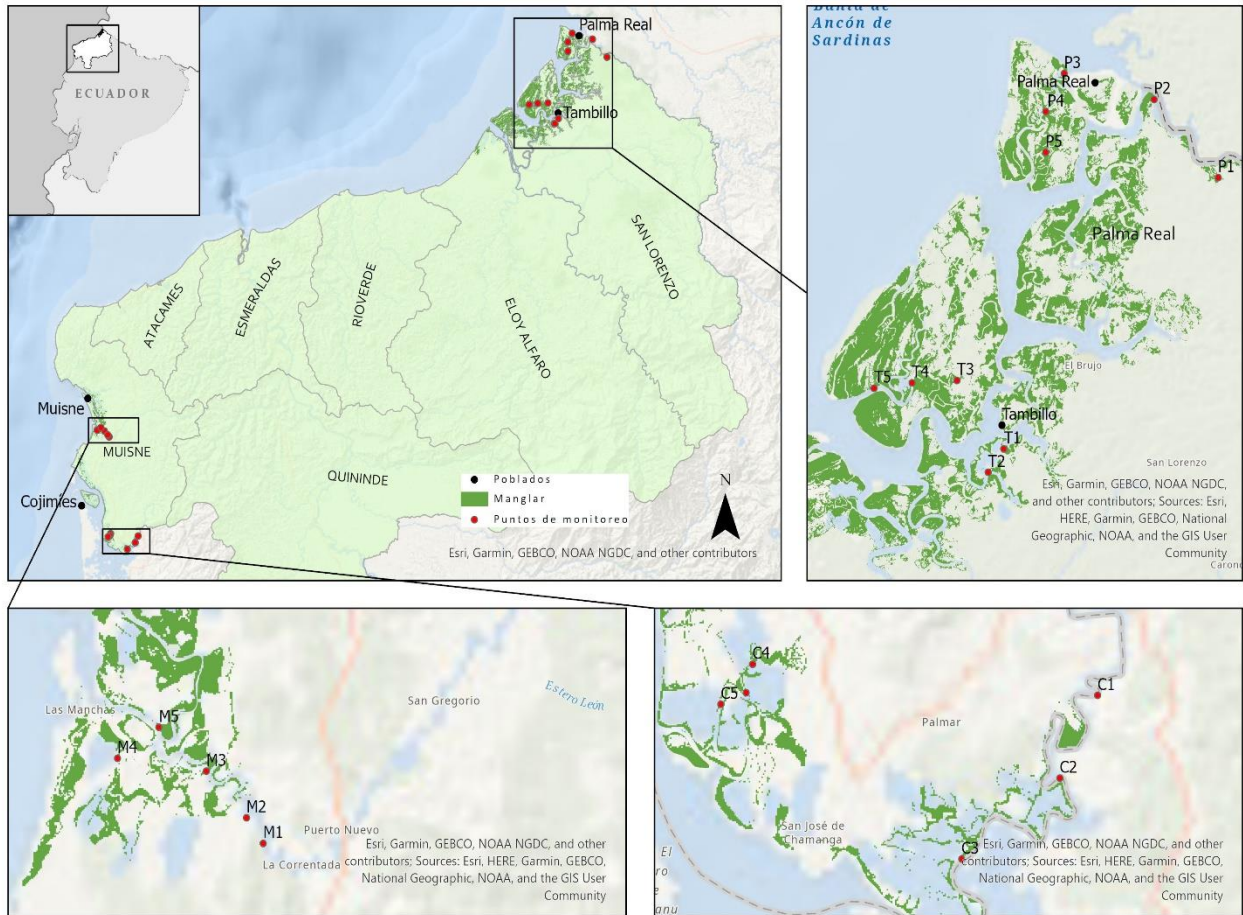 ECUADOR
Palma Real
Tambillo
SAN LORENZO
ELOY ALFARO
RIOVERDE
ESMERALDAS
ATACAMES
Muisne
MUISNE
QUININDE
Cojimies
Poblados
Manglar
Puntos de monitoreo
N
Esri, Garmin, GEBCO, NOAA NGDC, and other contributors
Ancón de
Sardinas
P3
Palma Real
P2
P4
P5
P1
Palma Real
El Brujo
T5
T4
T3
Tambillo
T1
T2
San Lorenzo
Esri, Garmin, GEBCO, NOAA NGDC,
and other contributors; Sources: Esri,
HERE, Garmin, GEBCO, National
Geographic, NOAA, and the GIS User
Community
Las Manchas
San Gregorio
Estero León
M5
M4
M3
M2
M1
Puerto Nuevo
La Correntada
Esri, Garmin, GEBCO, NOAA NGDC, and other
contributors; Sources: Esri, HERE, Garmin, GEBCO,
National Geographic, NOAA, and the GIS User
Community
C4
C5
C1
Palmar
C2
San José de
Chamanga
C3
El
Esri, Garmin, GEBCO, NOAA NGDC, and other
contributors; Sources: Esri, HERE, Garmin, GEBCO,
National Geographic, NOAA, and the GIS User
Community